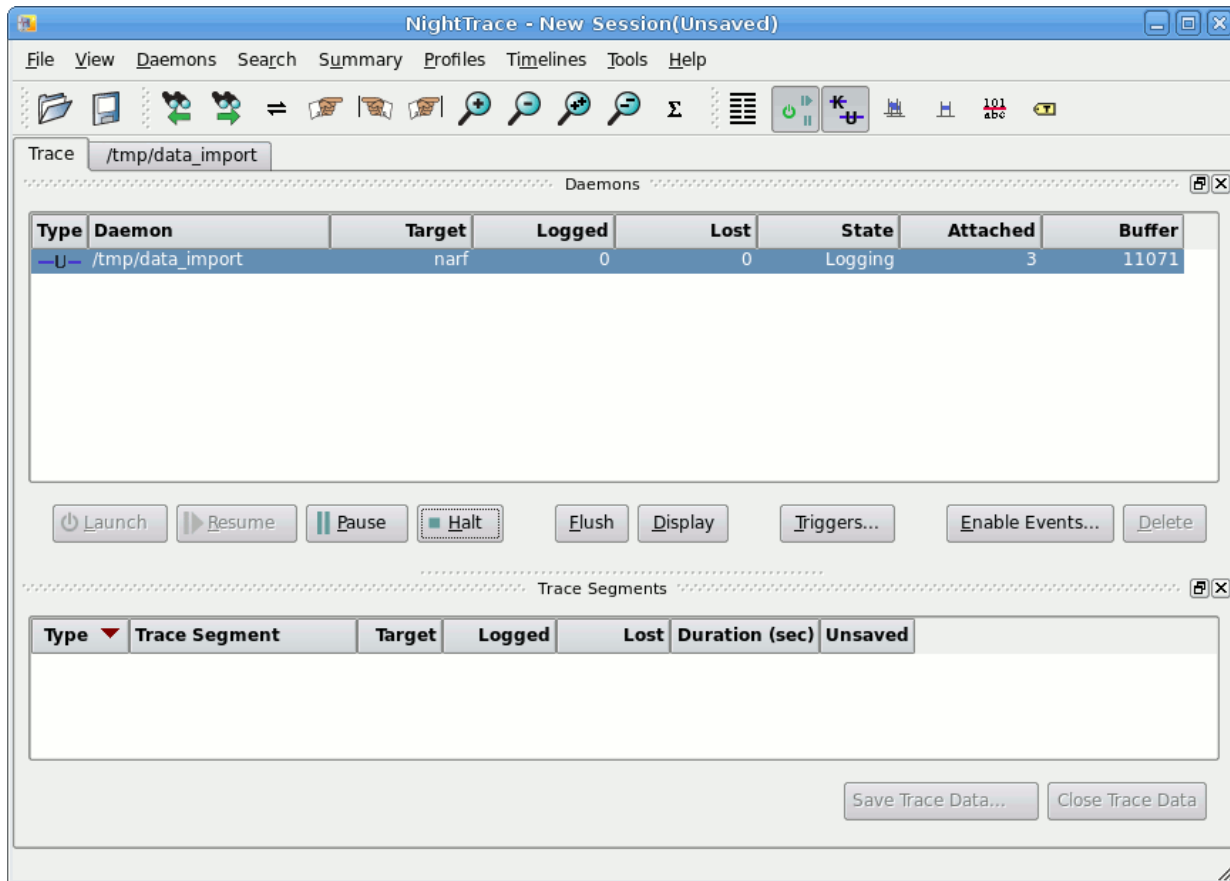 NightTrace - New Session(Unsaved)
File View Daemons Search Summary Profiles Timelines Tools Help
Σ K U 101 abc T
Trace /tmp/data_import
Daemons
Type Daemon Target Logged Lost State Attached Buffer
U /tmp/data_import narf 0 0 Logging 3 11071
Launch Resume Pause Halt Flush Display Triggers... Enable Events... Delete
Trace Segments
Type Trace Segment Target Logged Lost Duration (sec) Unsaved
Save Trace Data... Close Trace Data